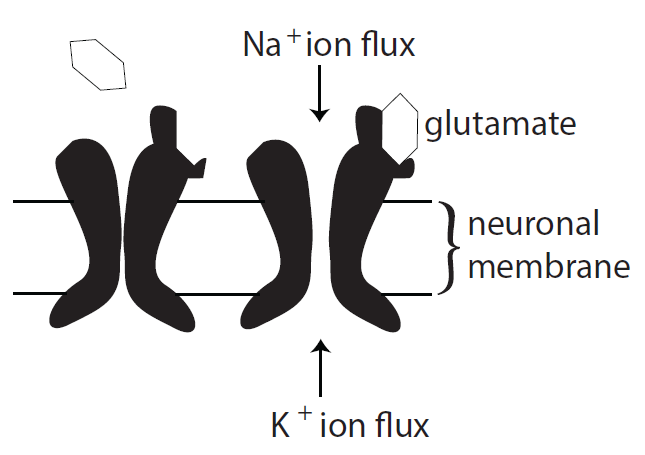 Na+ ion flux
glutamate
neuronal
membrane
K+ ion flux